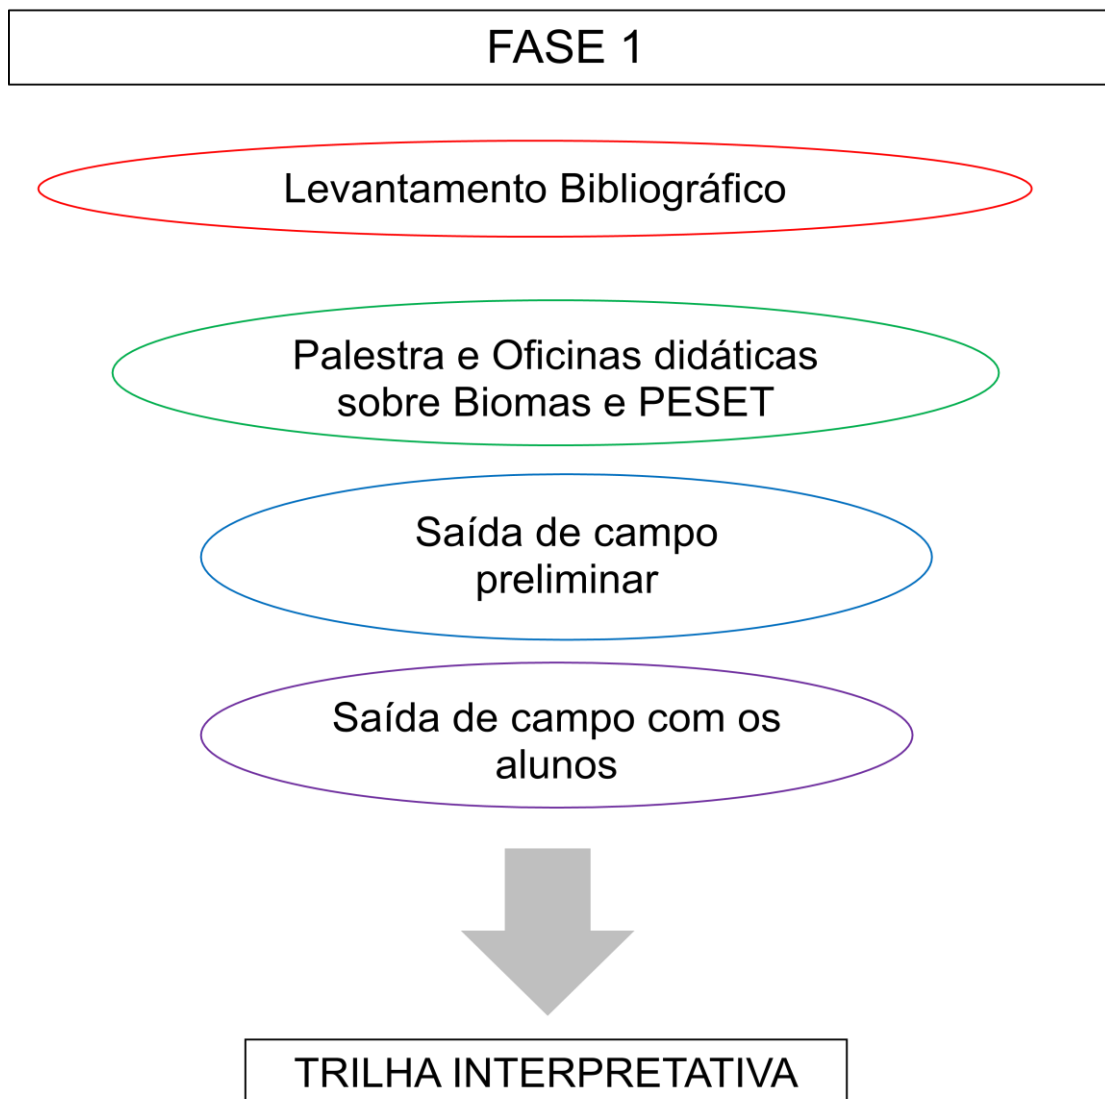 FASE 1
Levantamento Bibliográfico
Palestra e Oficinas didáticas
sobre Biomas e PESET
Saída de campo
preliminar
Saída de campo com os
alunos
TRILHA INTERPRETATIVA